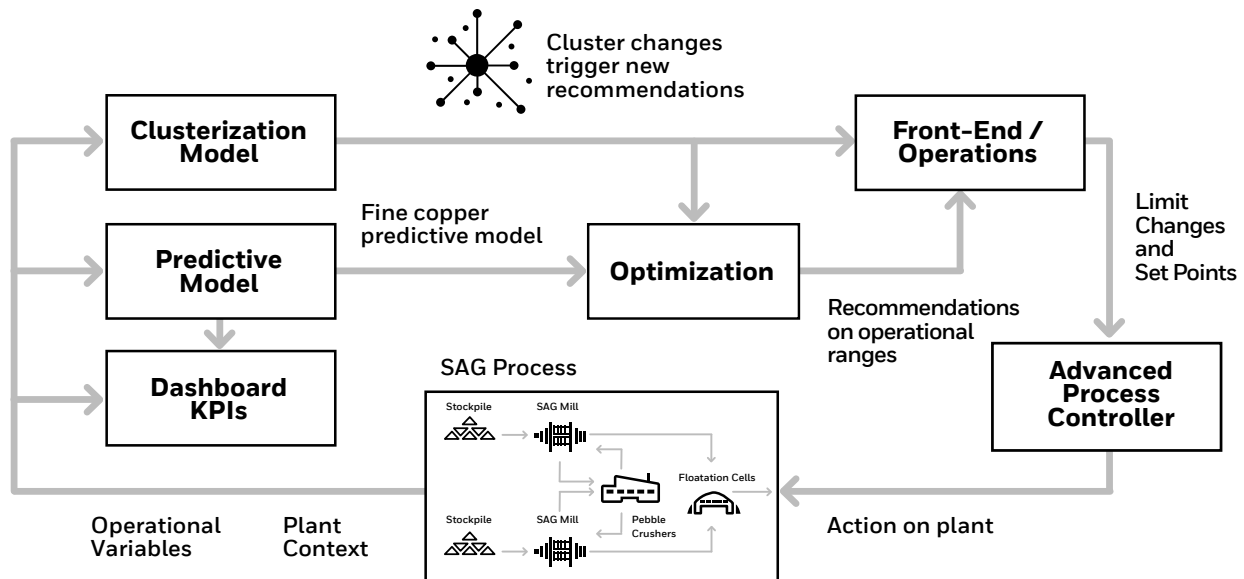 Cluster changes
trigger new
recommendations
Clusterization
Model
Front-End /
Operations
Fine copper
predictive model
Predictive
Model
Optimization
Limit
Changes
and
Set Points
Recommendations
on operational
ranges
Dashboard
KPIs
Advanced
Process
Controller
SAG Process
Stockpile
SAG Mill
Floatation Cells
Pebble
Crushers
Stockpile
SAG Mill
Operational
Variables
Plant
Context
Action on plant